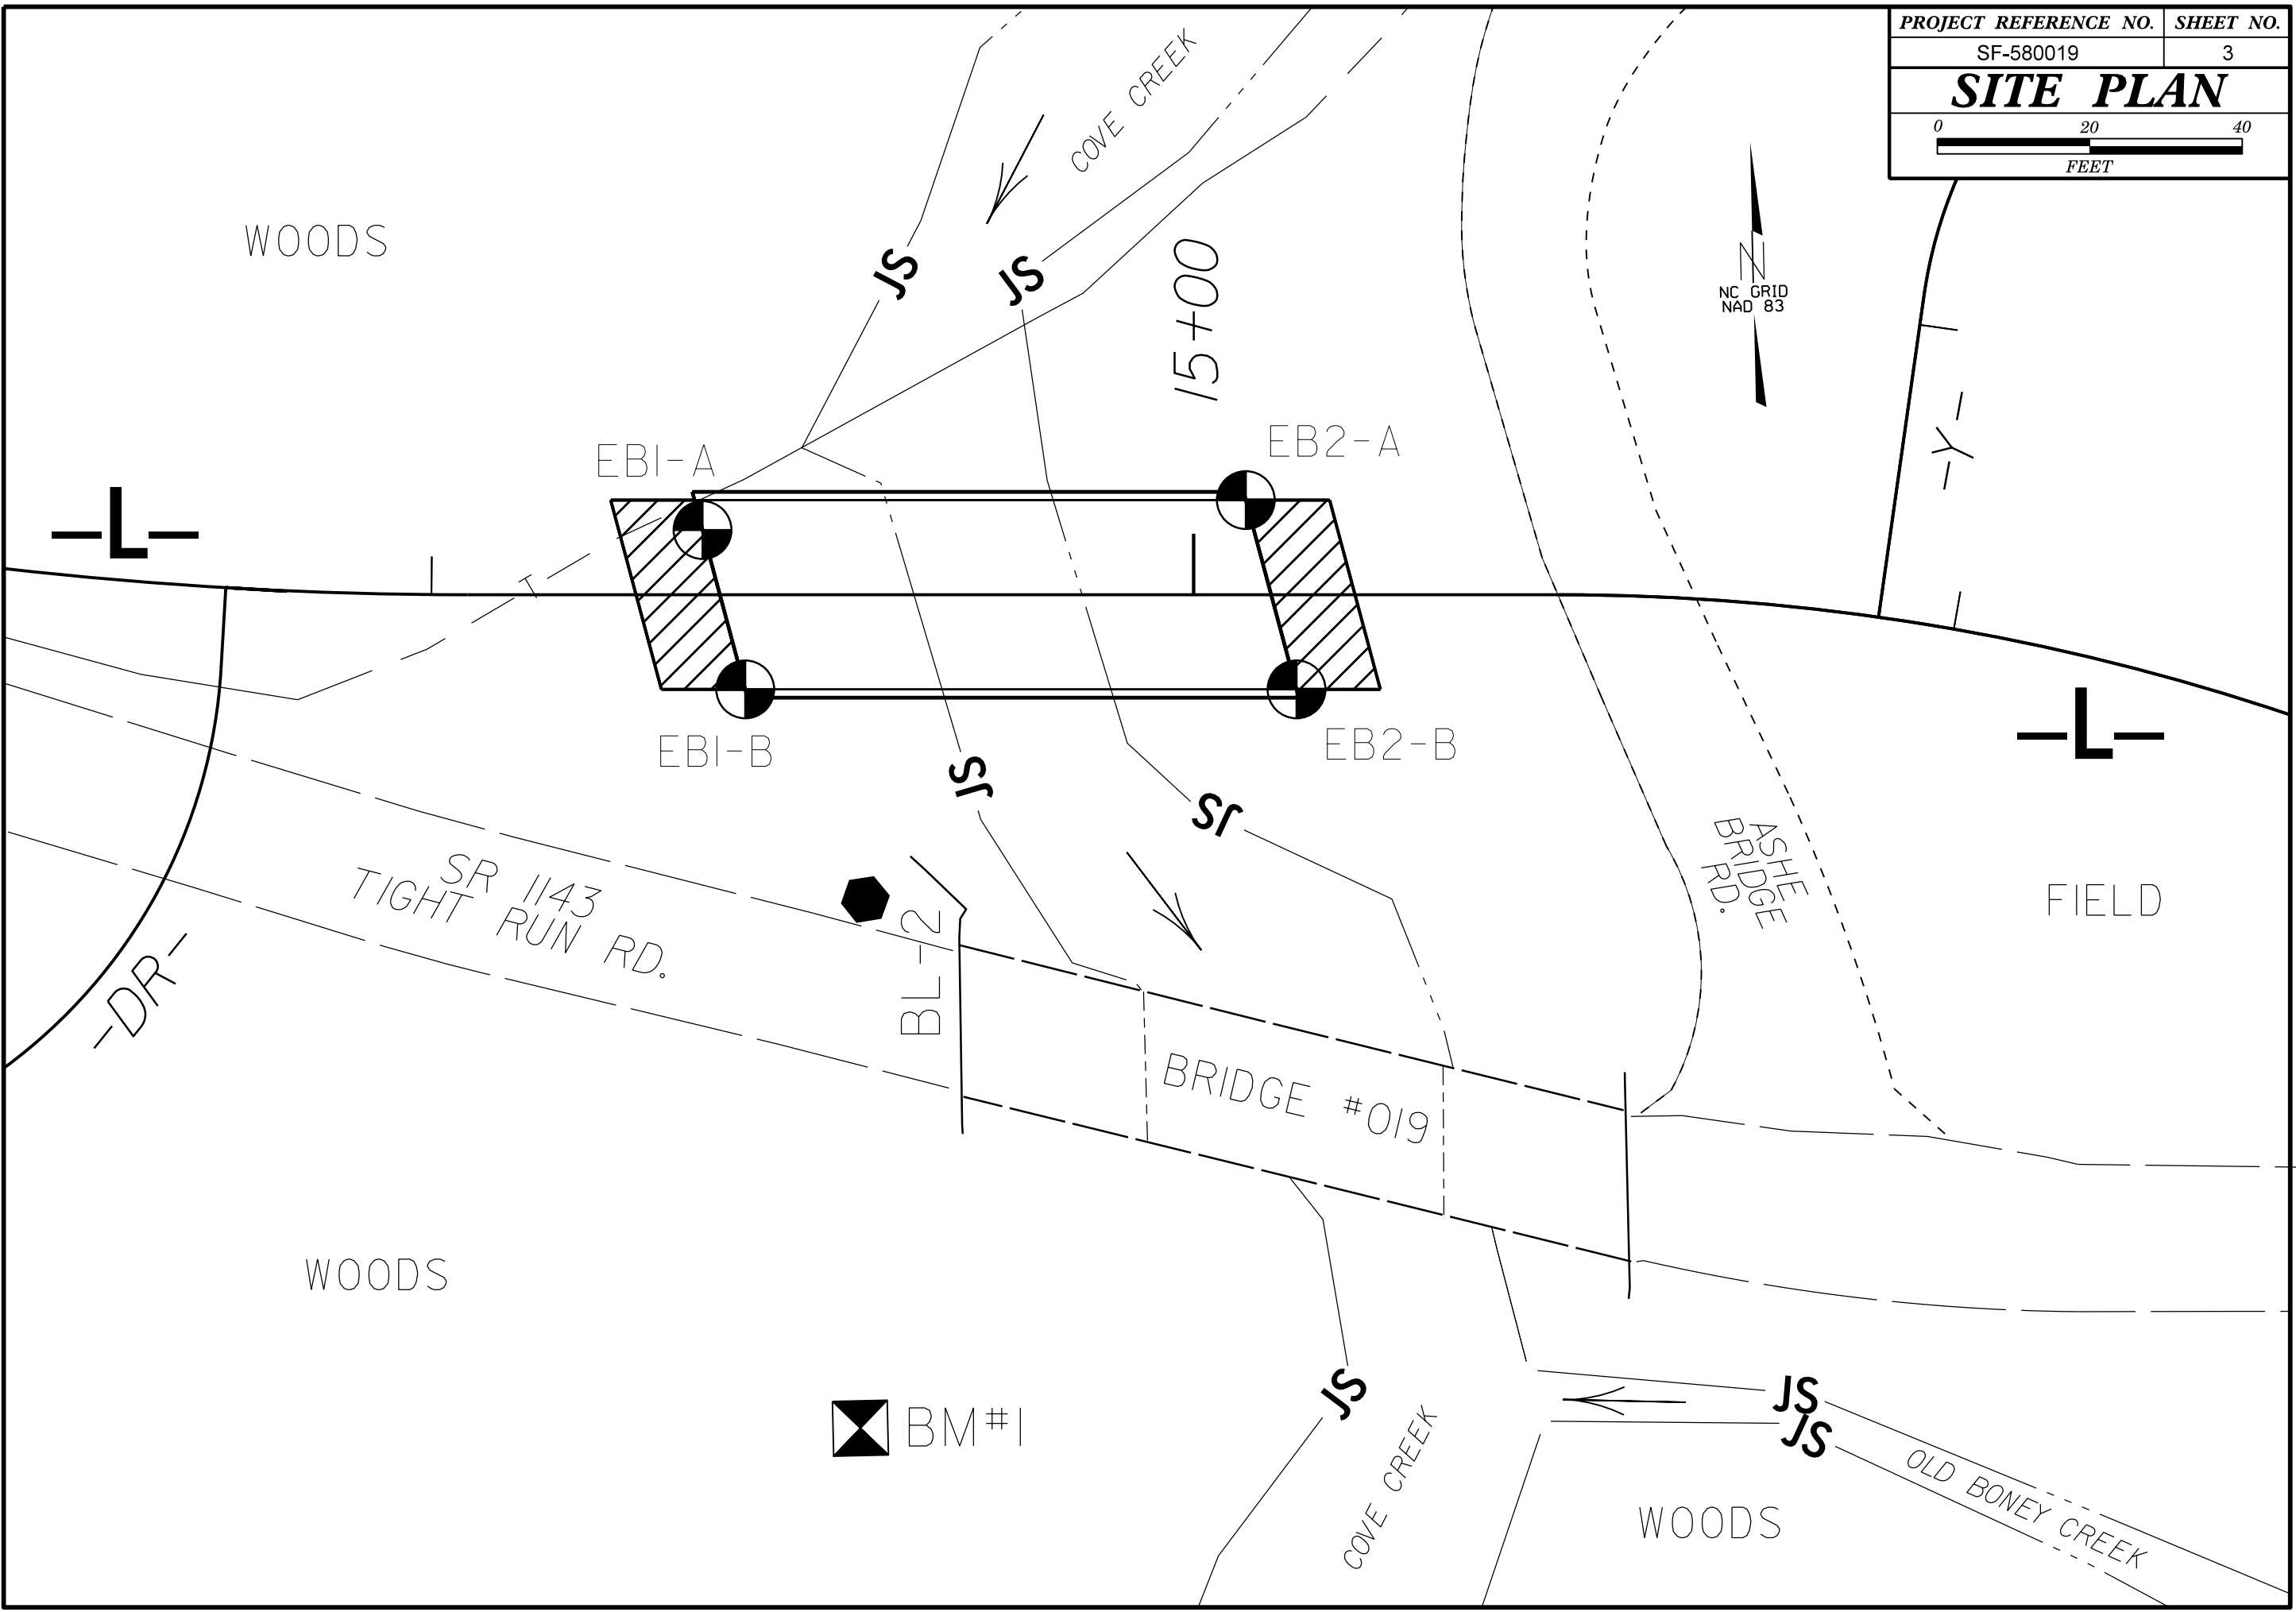 PROJECT REFERENCE NO. SHEET NO.
SF-580019 3
SITE PLAN
0 20 40
FEET
COVE CREEK
WOODS
JS
JS
15+00
N
NC GRID
NAD 83
-Y-
EB1-A
EB2-A
-L-
EB1-B
EB2-B
-L-
JS
JS
SR 1143
TIGHT RUN RD.
BL-2
ASHE
BRIDGE
RD.
FIELD
-DR-
BRIDGE #019
WOODS
JS
BM#1
COVE CREEK
JS
JS
OLD BONEY CREEK
WOODS